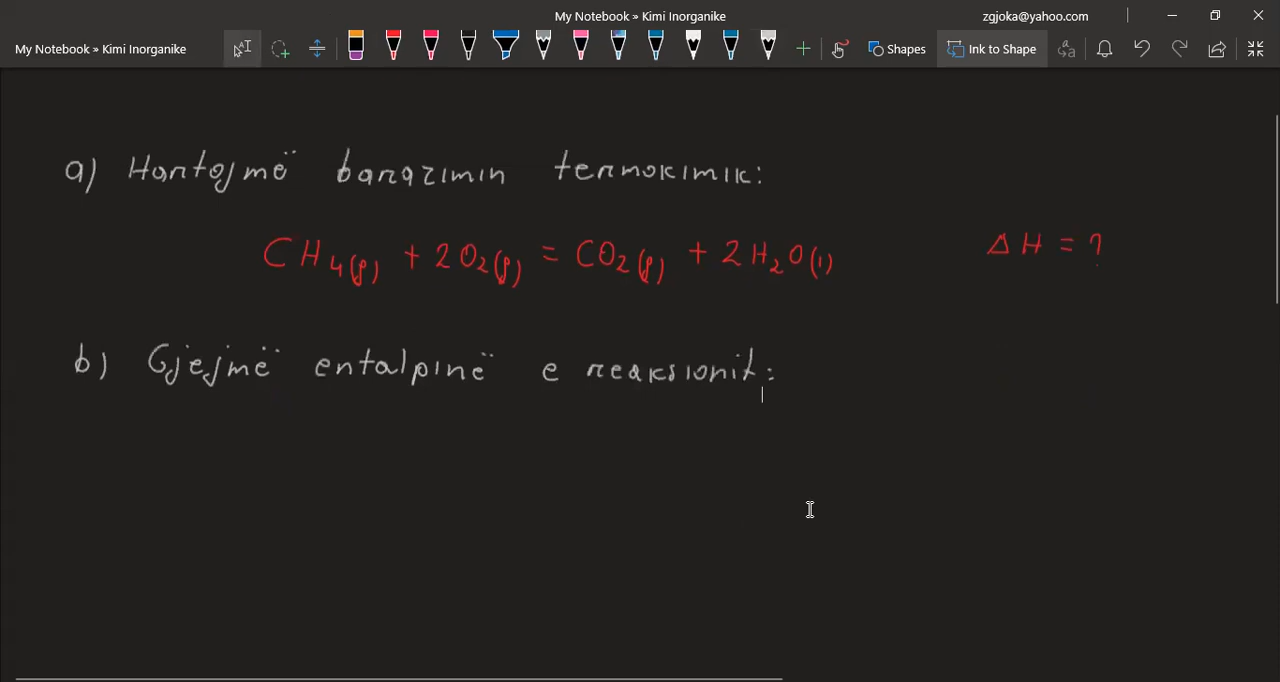 My Notebook » Kimi Inorganike
zgjoka@yahoo.com
My Notebook » Kimi Inorganike
Shapes
Ink to Shape
a) Hartojmë barazimin termokimik:
CH₄(g) + 2O₂(g) = CO₂(g) + 2H₂O(l)
ΔH = ?
b) Gjejmë entalpinë e reaksionit: